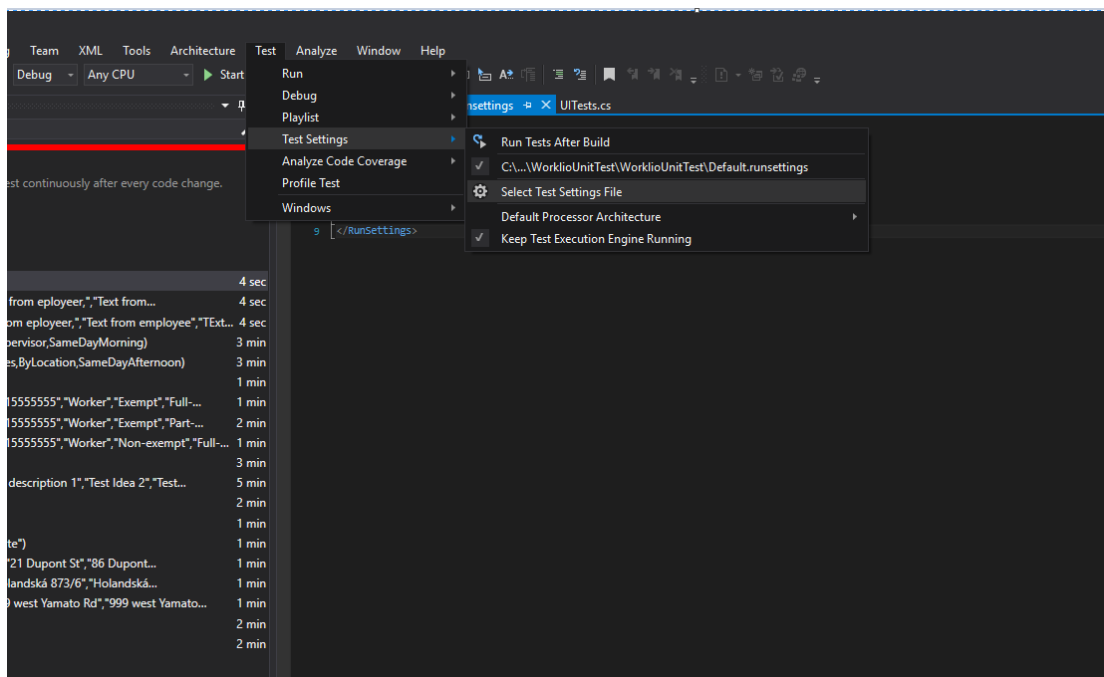 Team XML Tools Architecture Test Analyze Window Help
Debug Any CPU Start
Run
Debug
Playlist
Test Settings
Analyze Code Coverage
Profile Test
Windows
nsettings UITests.cs
Run Tests After Build
C:\...\WorklioUnitTest\WorklioUnitTest\Default.runsettings
Select Test Settings File
Default Processor Architecture
Keep Test Execution Engine Running
est continuously after every code change.
9 </RunSettings>
4 sec
from eployeer,","Text from... 4 sec
om eployeer,","Text from employee","TExt... 4 sec
pervisor,SameDayMorning) 3 min
es,ByLocation,SameDayAfternoon) 3 min
1 min
15555555","Worker","Exempt","Full-... 1 min
15555555","Worker","Exempt","Part-... 2 min
15555555","Worker","Non-exempt","Full-... 1 min
3 min
description 1","Test Idea 2","Test... 5 min
2 min
1 min
te") 1 min
"21 Dupont St","86 Dupont... 1 min
landská 873/6","Holandská... 1 min
9 west Yamato Rd","999 west Yamato... 1 min
2 min
2 min